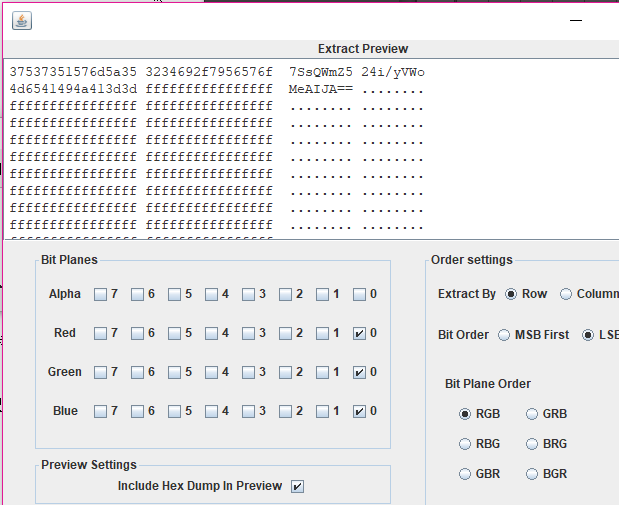 Extract Preview
37537351576d5a35 3234692f7956576f 7SsQWmZ5 24i/yVWo
4d6541494a413d3d ffffffffffffffff MeAIJA== ........
ffffffffffffffff ffffffffffffffff ........ ........
ffffffffffffffff ffffffffffffffff ........ ........
ffffffffffffffff ffffffffffffffff ........ ........
ffffffffffffffff ffffffffffffffff ........ ........
ffffffffffffffff ffffffffffffffff ........ ........
ffffffffffffffff ffffffffffffffff ........ ........
ffffffffffffffff ffffffffffffffff ........ ........
ffffffffffffffff ffffffffffffffff ........ ........
Bit Planes
Alpha 7 6 5 4 3 2 1 0
Red 7 6 5 4 3 2 1 0
Green 7 6 5 4 3 2 1 0
Blue 7 6 5 4 3 2 1 0
Preview Settings
Include Hex Dump In Preview
Order settings
Extract By Row Column
Bit Order MSB First LSB
Bit Plane Order
RGB GRB
RBG BRG
GBR BGR